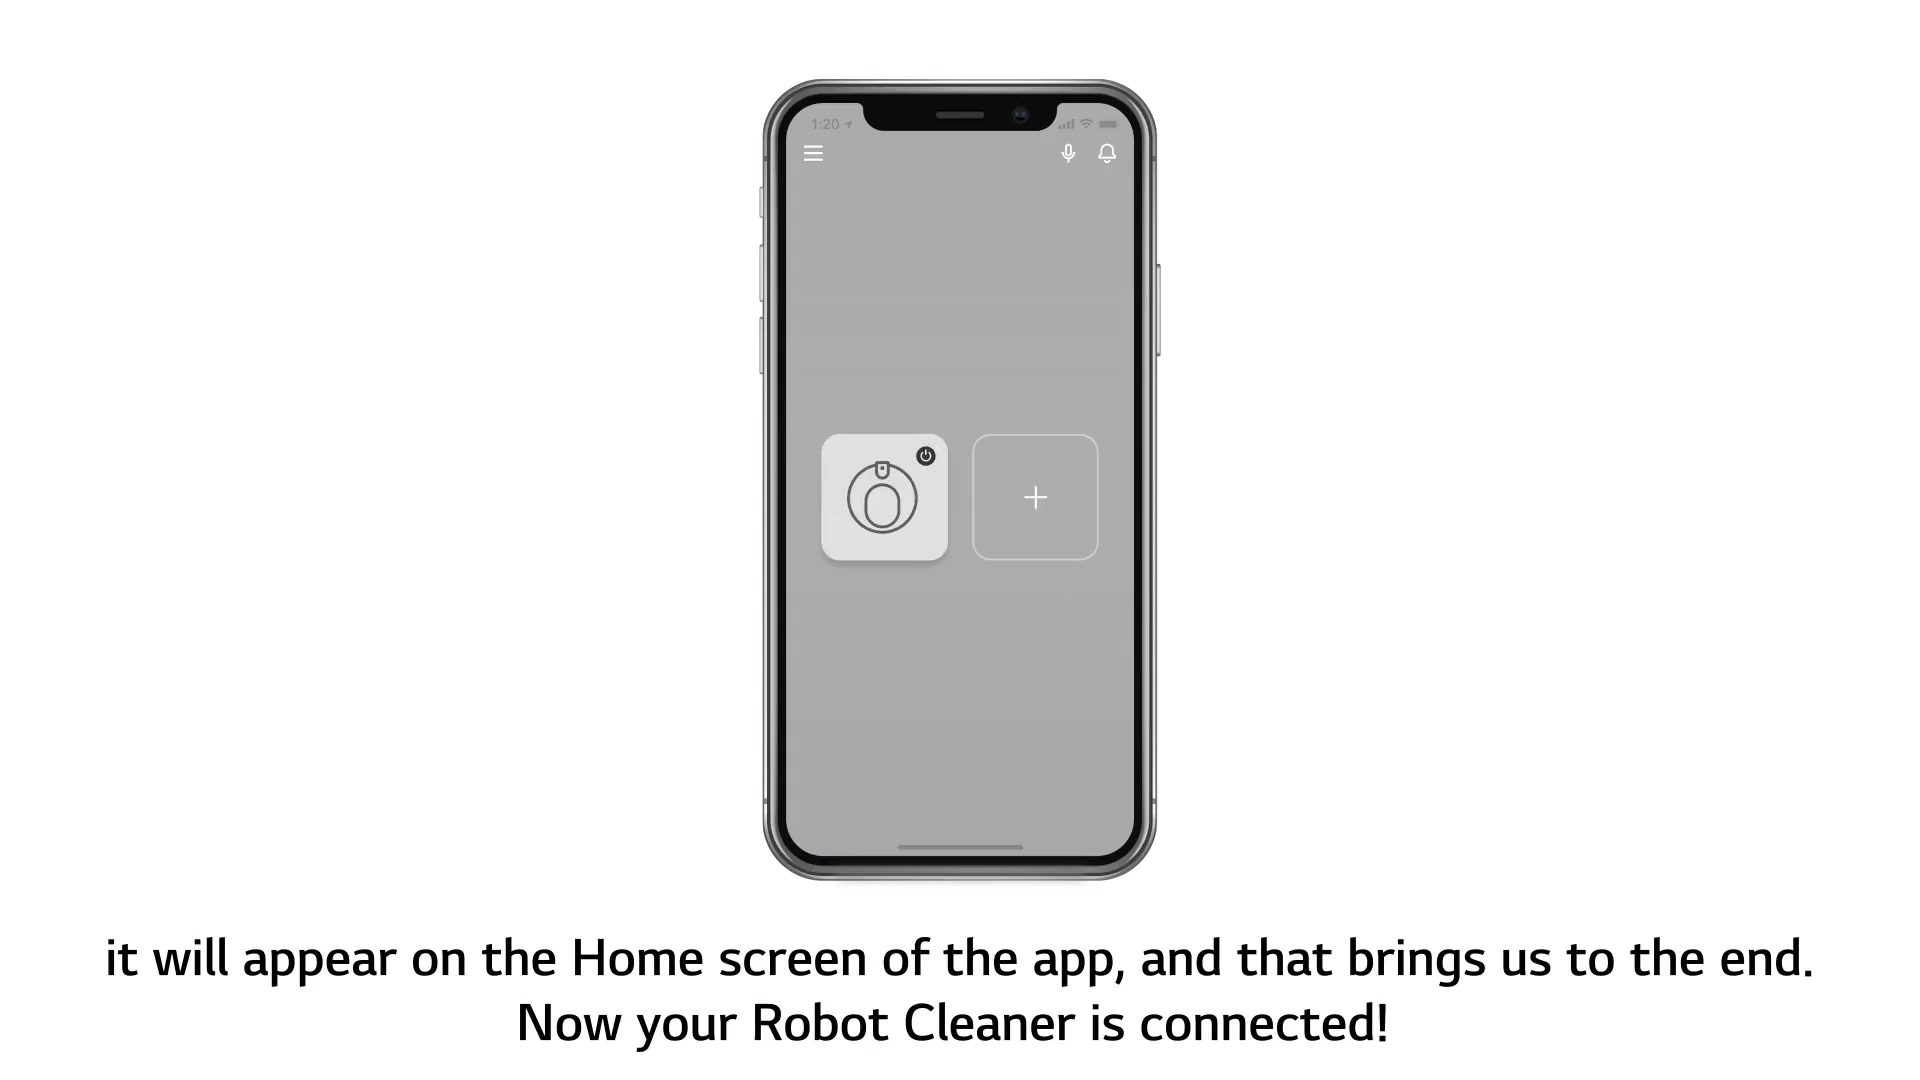 1:20
it will appear on the Home screen of the app, and that brings us to the end.
Now your Robot Cleaner is connected!